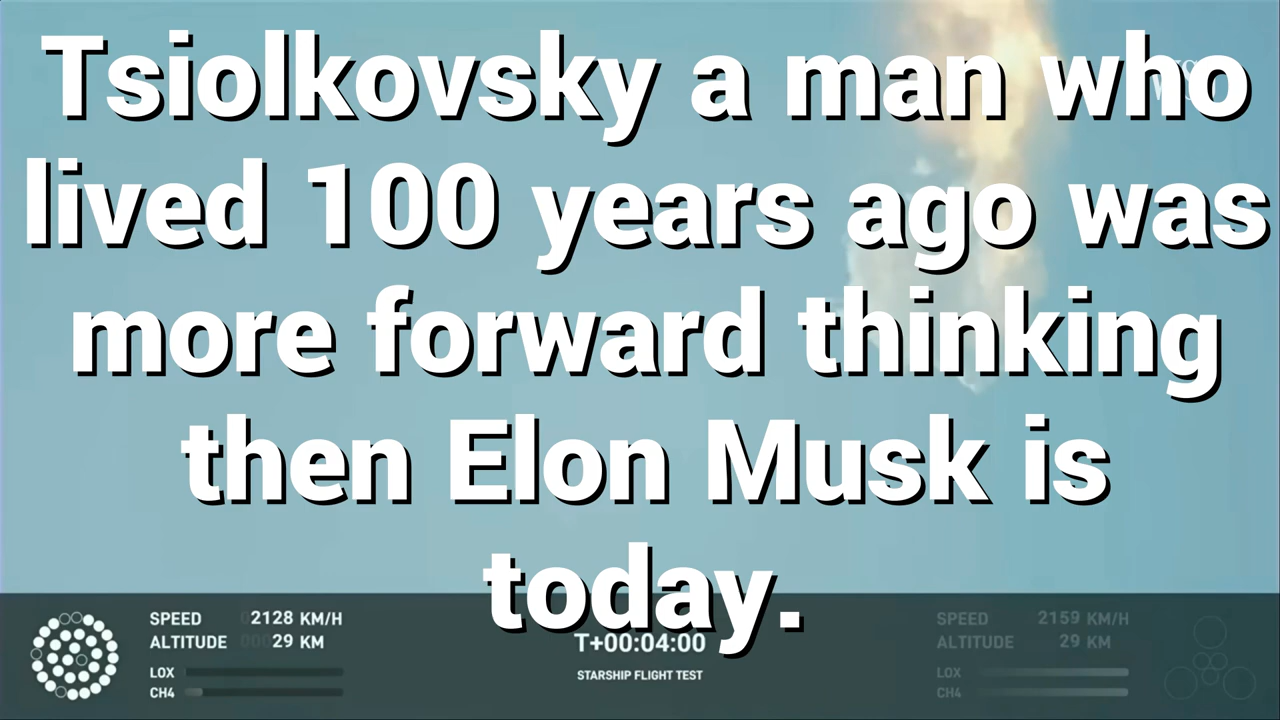 Tsiolkovsky a man who
lived 100 years ago was
more forward thinking
then Elon Musk is
today.
SPEED 2128 KM/H
ALTITUDE 29 KM
LOX
CH4
T+00:04:00
STARSHIP FLIGHT TEST
SPEED 2159 KM/H
ALTITUDE 29 KM
LOX
CH4